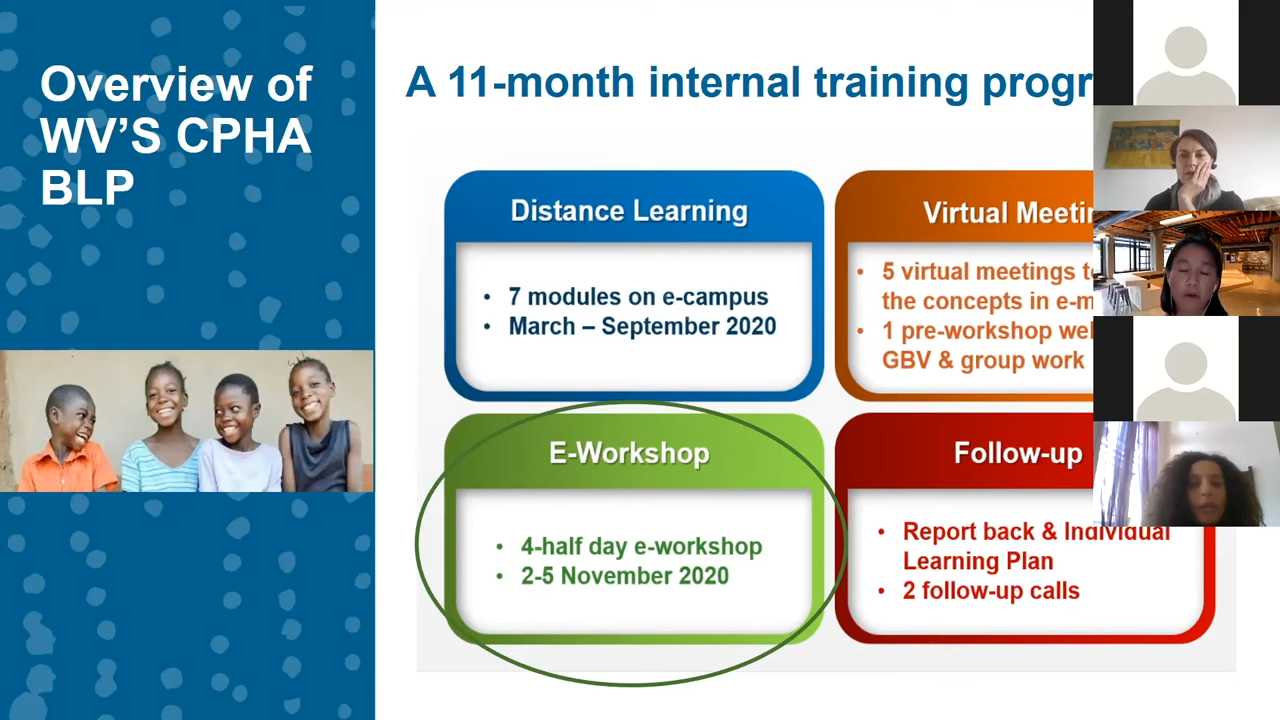 Overview of
WV'S CPHA
BLP
A 11-month internal training progr
Distance Learning
• 7 modules on e-campus
• March – September 2020
Virtual Meetin
• 5 virtual meetings to
the concepts in e-m
• 1 pre-workshop we
GBV & group work
E-Workshop
• 4-half day e-workshop
• 2-5 November 2020
Follow-up
• Report back & Individual
Learning Plan
• 2 follow-up calls